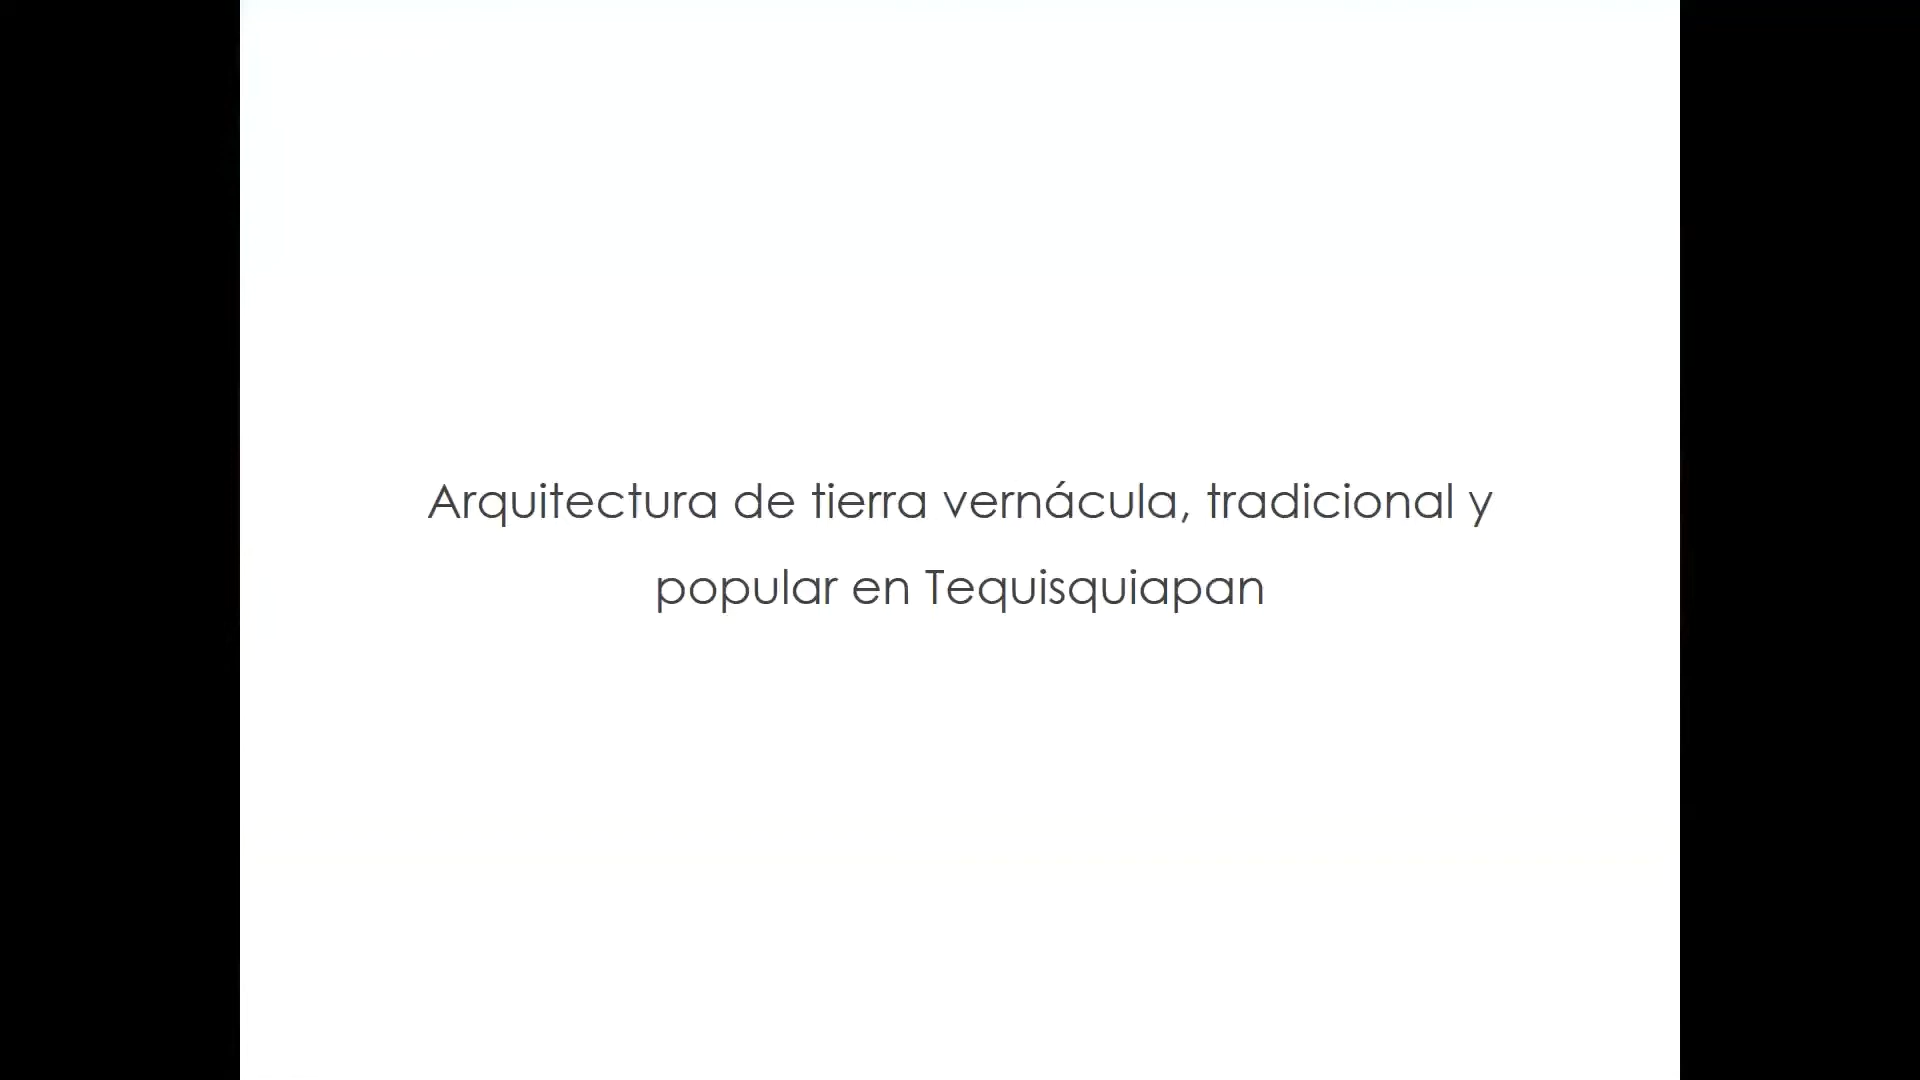 Arquitectura de tierra vernácula, tradicional y
popular en Tequisquiapan